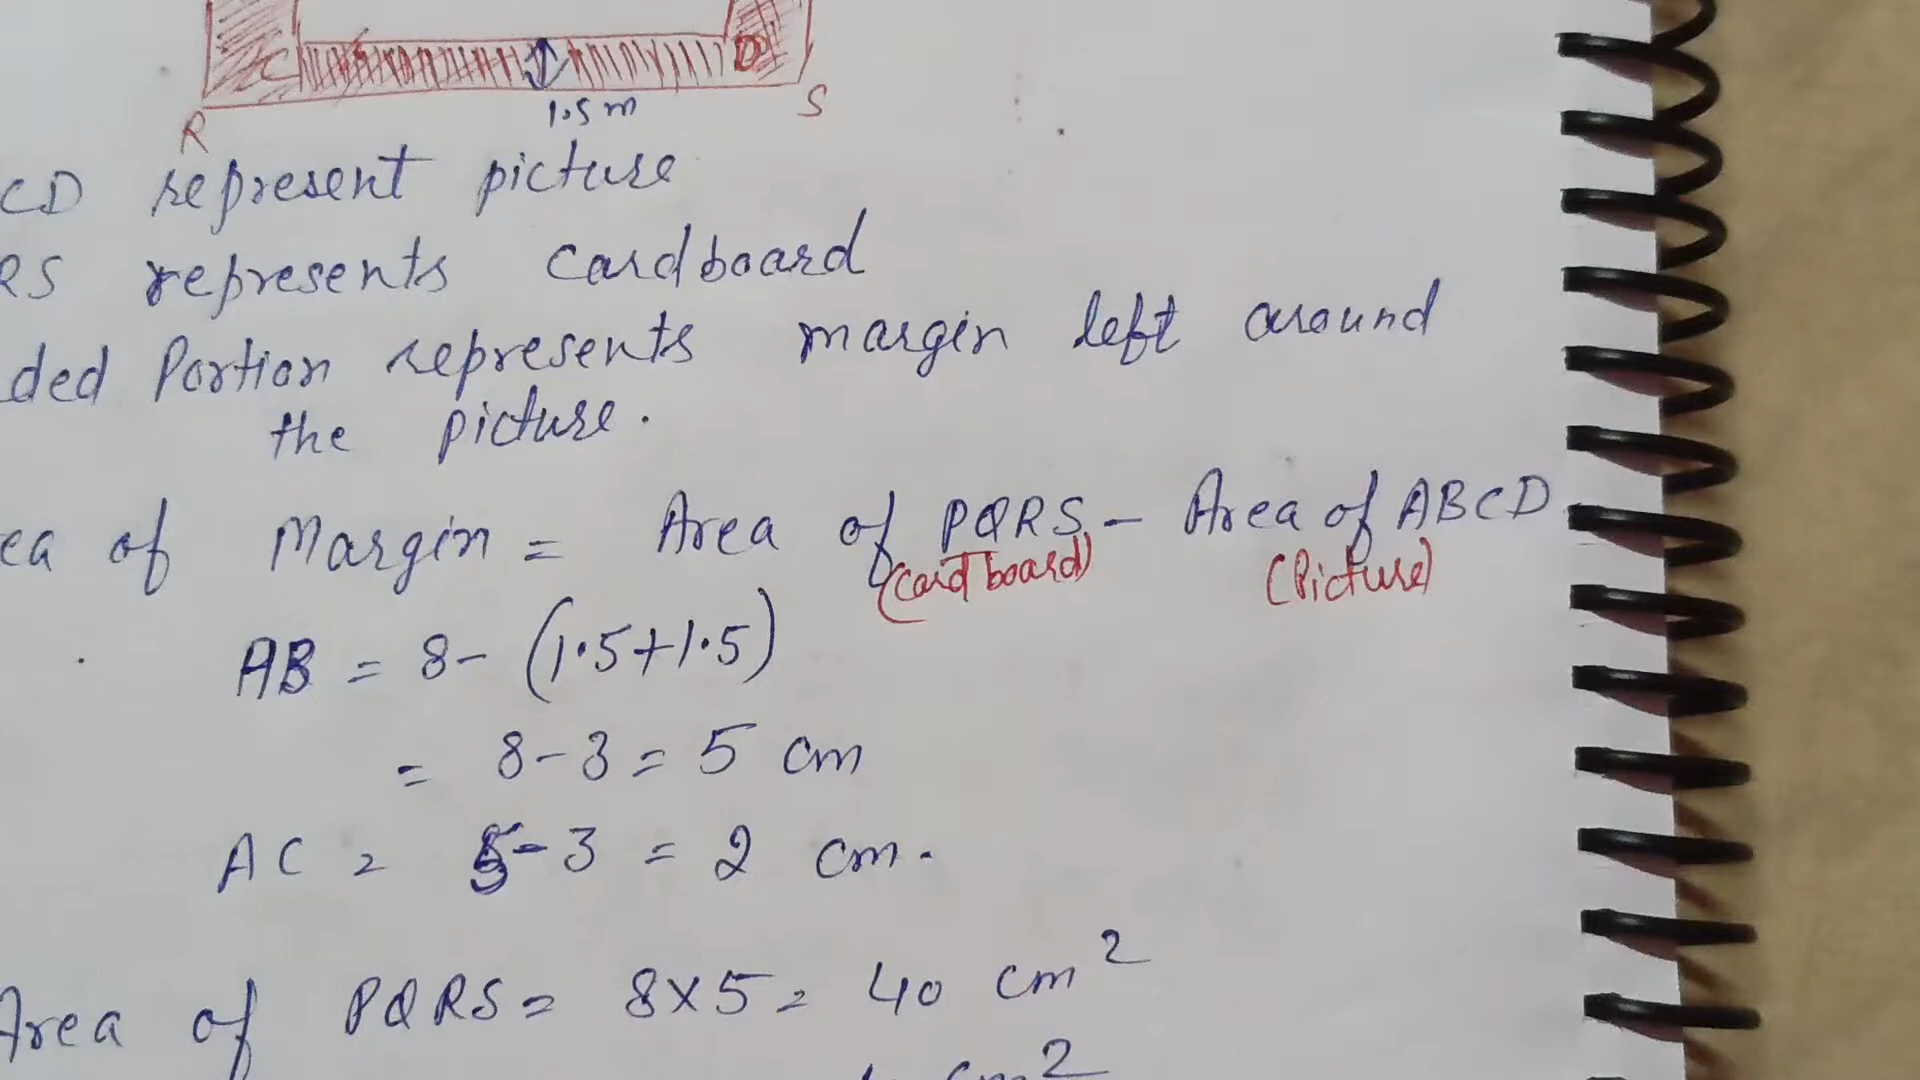 C D
1.5 m
R S
CD represent picture
RS represents Cardboard
ded Portion represents margin left around
the picture.
ea of Margin = Area of PQRS - Area of ABCD
(Cardboard) (Picture)
AB = 8 - (1.5+1.5)
= 8 - 3 = 5 cm
AC = 5 - 3 = 2 cm.
Area of PQRS = 8x5 = 40 cm²
cm²